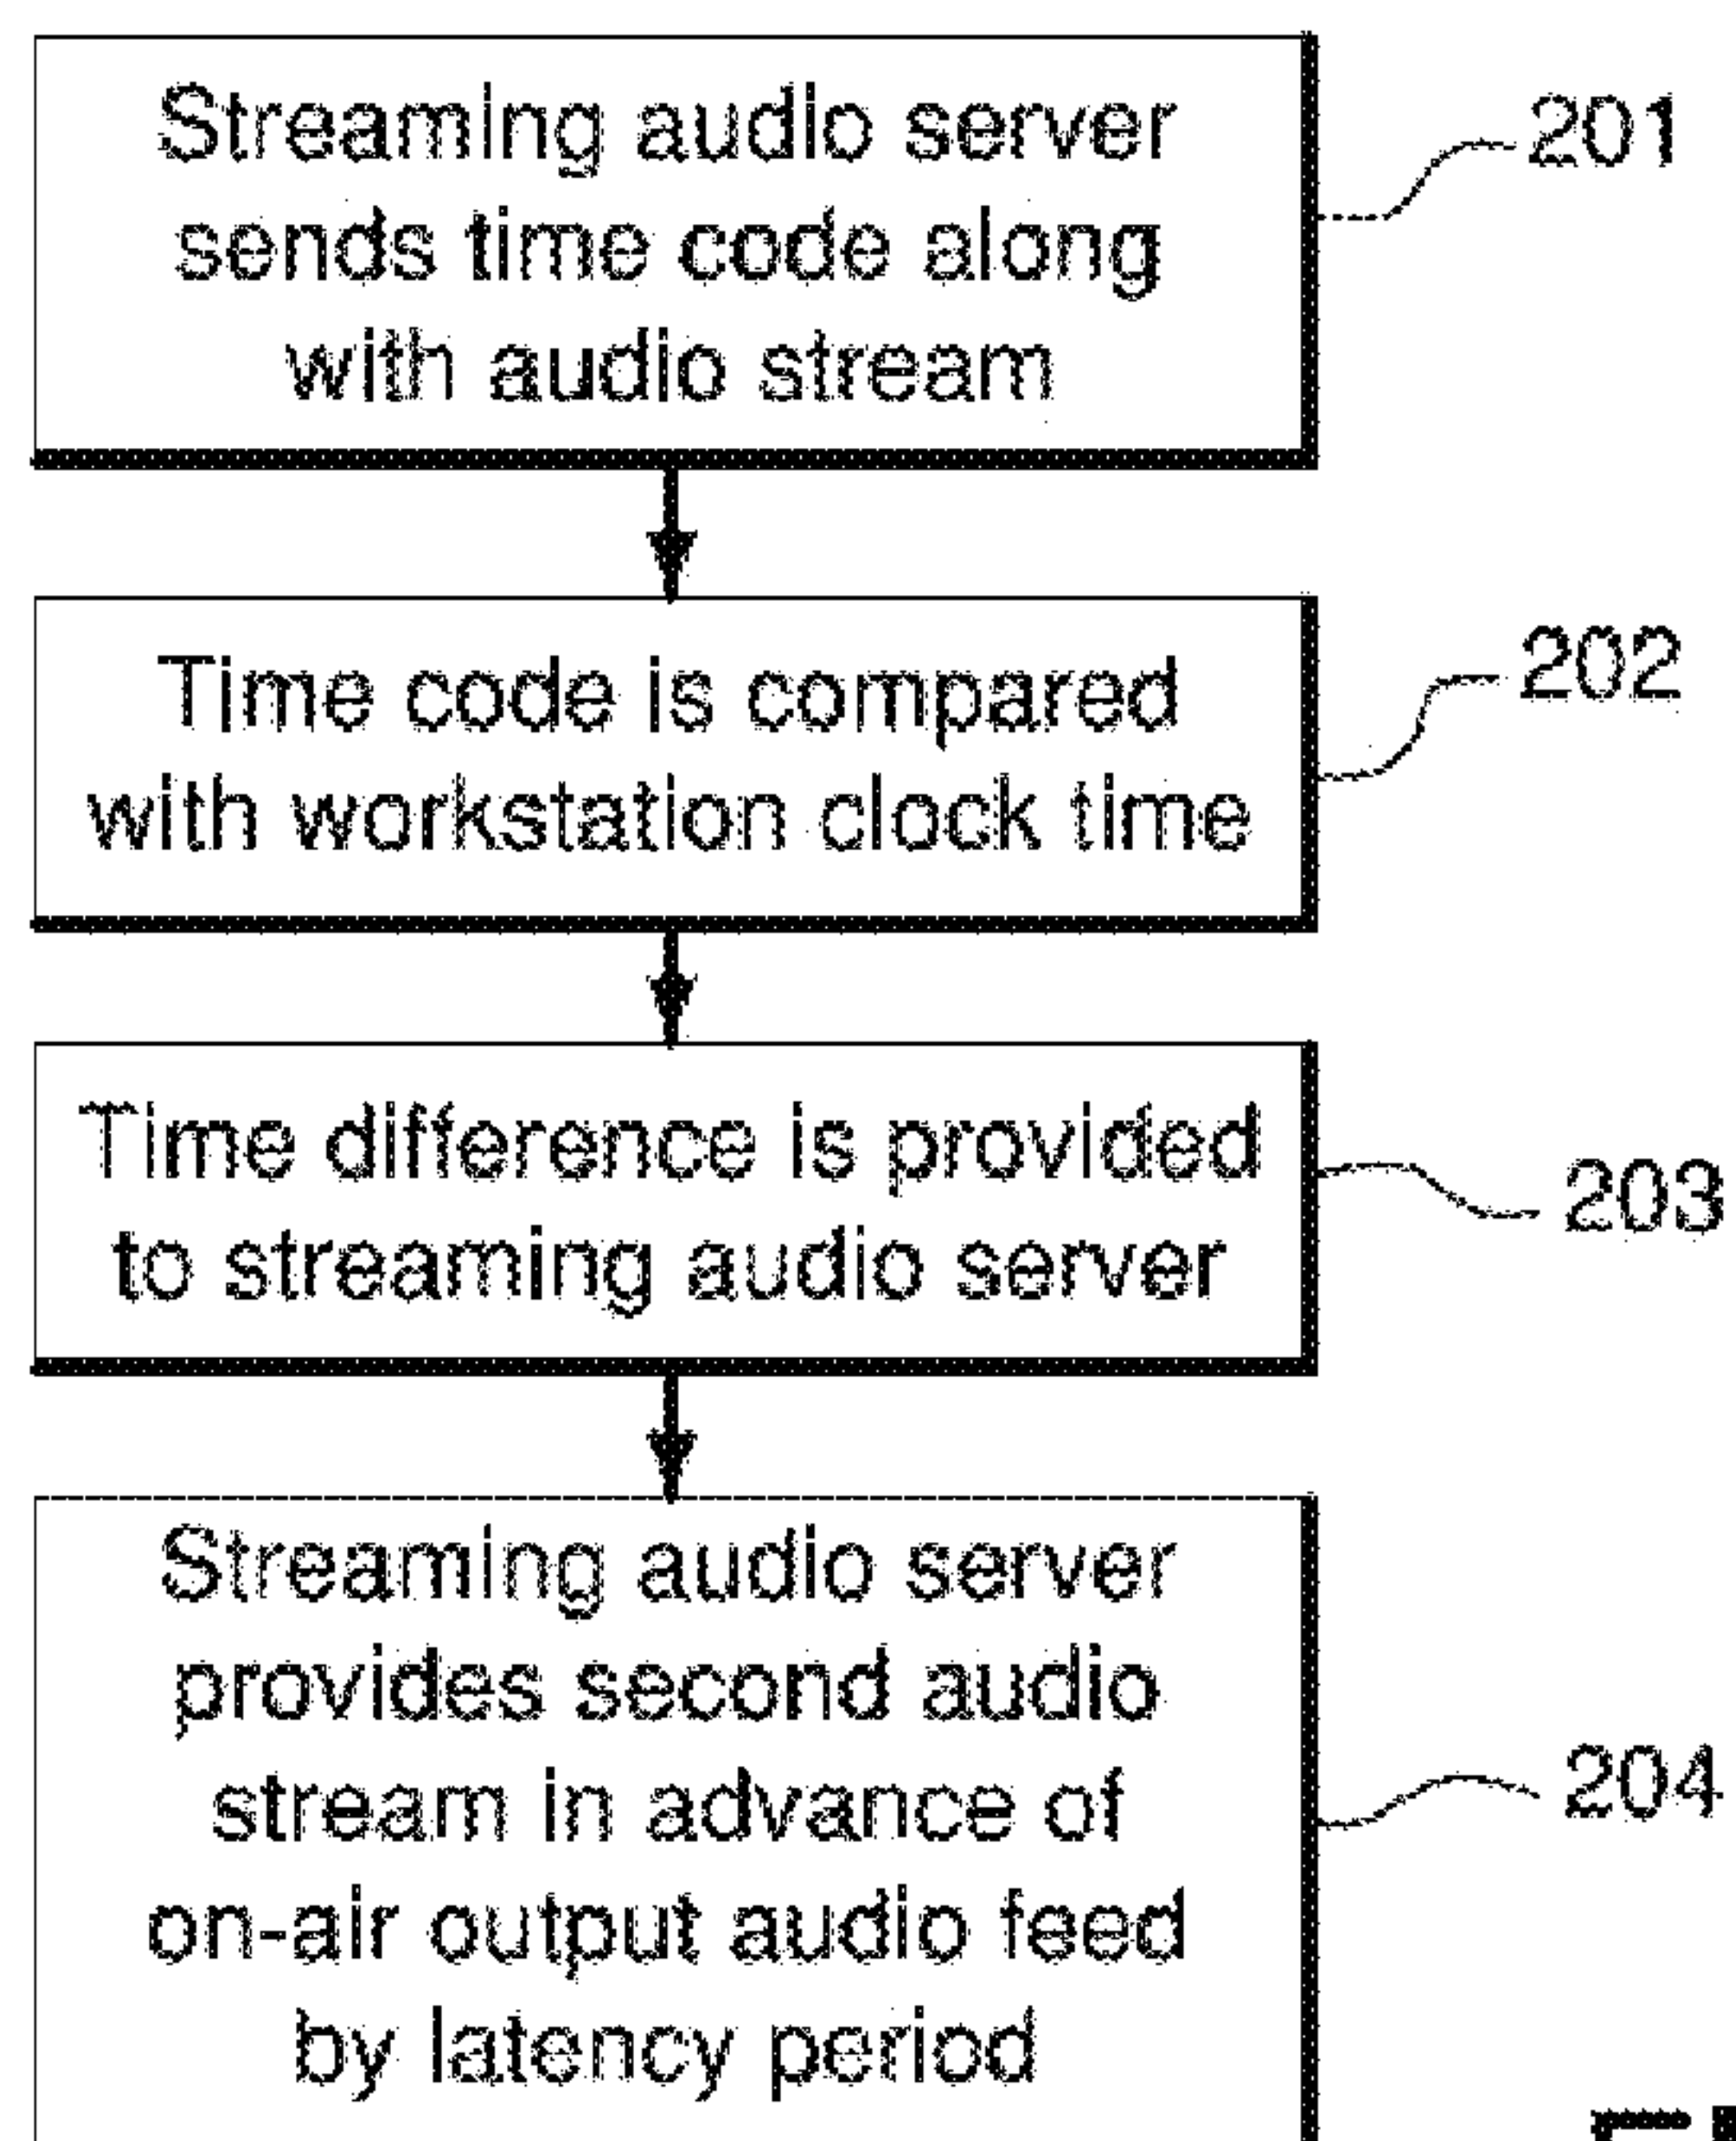 Streaming audio server
sends time code along
with audio stream
201
Time code is compared
with workstation clock time
202
Time difference is provided
to streaming audio server
203
Streaming audio server
provides second audio
stream in advance of
on-air output audio feed
by latency period
204